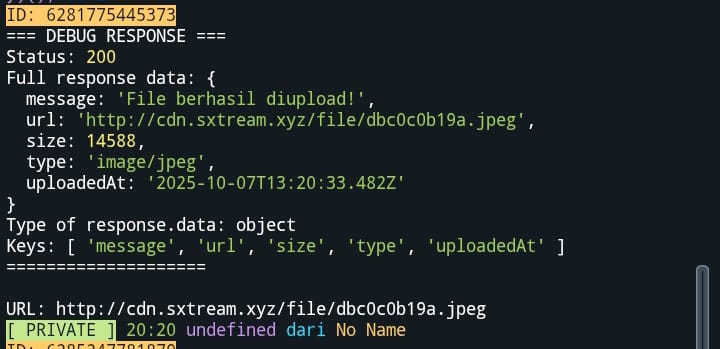 ID: 6281775445373
=== DEBUG RESPONSE ===
Status: 200
Full response data: {
  message: 'File berhasil diupload!',
  url: 'http://cdn.sxtream.xyz/file/dbc0c0b19a.jpeg',
  size: 14588,
  type: 'image/jpeg',
  uploadedAt: '2025-10-07T13:20:33.482Z'
}
Type of response.data: object
Keys: [ 'message', 'url', 'size', 'type', 'uploadedAt' ]
====================
URL: http://cdn.sxtream.xyz/file/dbc0c0b19a.jpeg
[ PRIVATE ] 20:20 undefined dari No Name
ID: 6285347781870